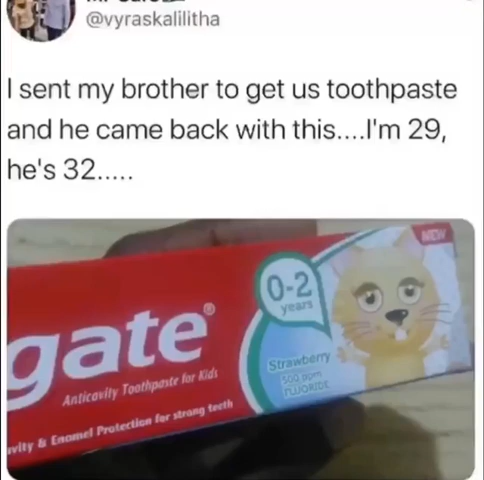 @vyraskalilitha
I sent my brother to get us toothpaste
and he came back with this....I'm 29,
he's 32.....
NEW
0-2
years
gate®
Strawberry
500 ppm
FLUORIDE
Anticavity Toothpaste for Kids
avity & Enamel Protection for strong teeth